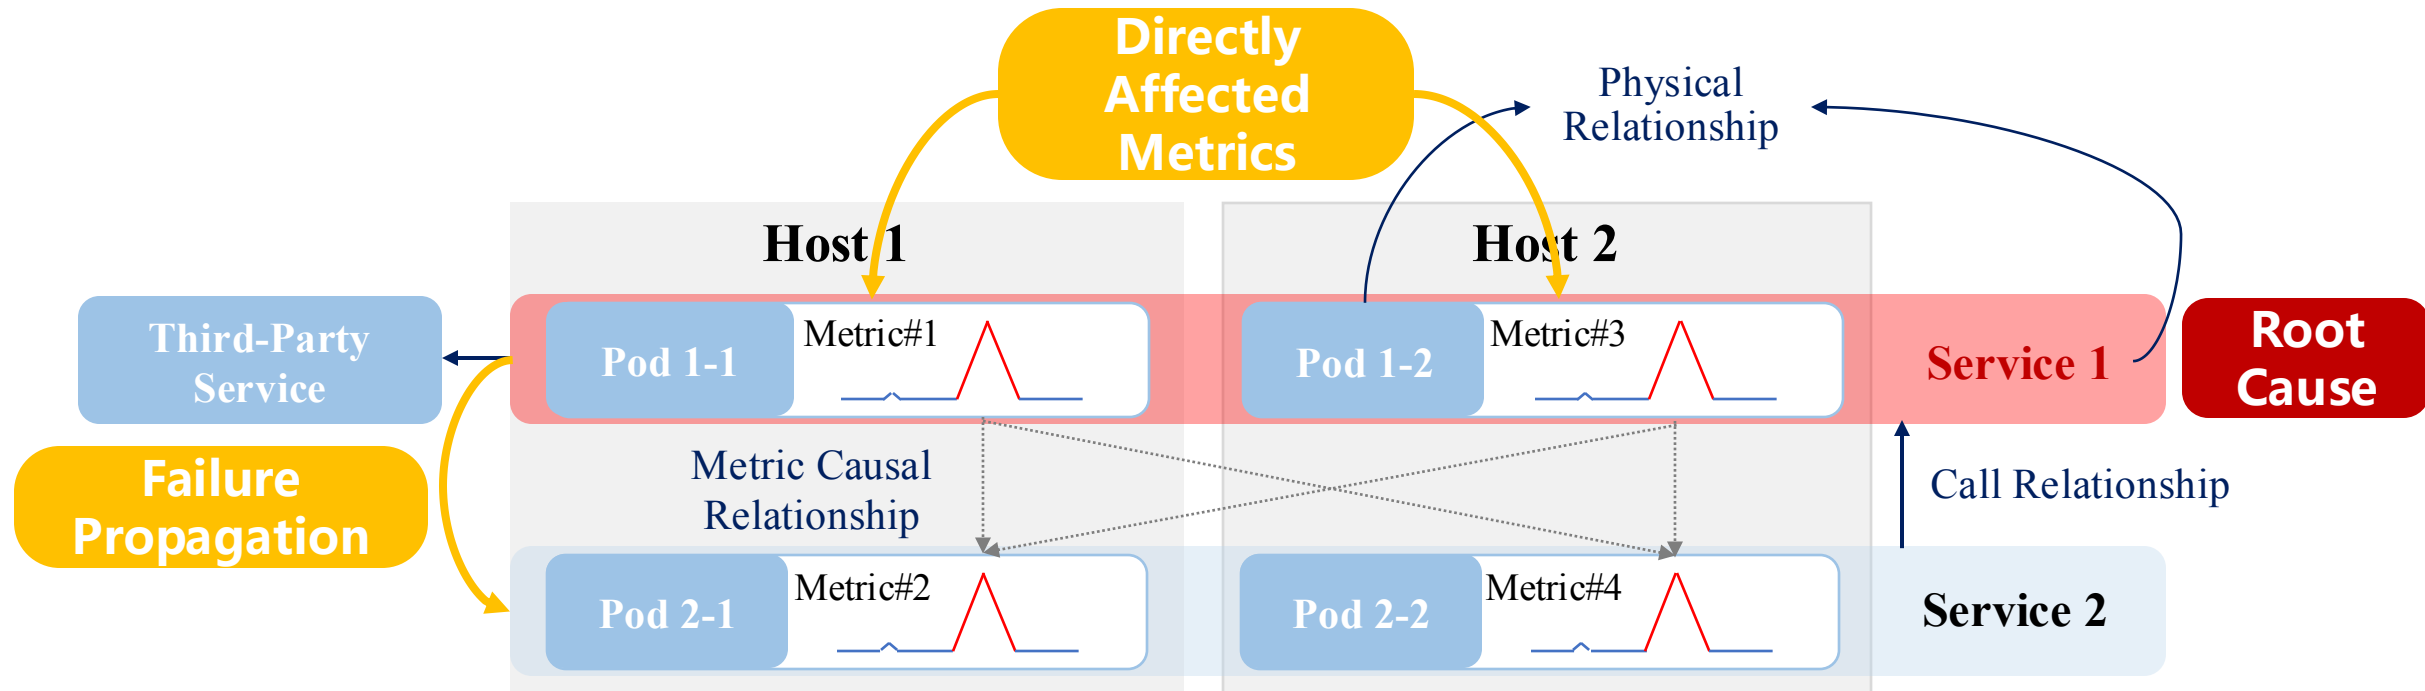 Directly
Affected
Metrics
Physical
Relationship
Host 1
Host 2
Third-Party
Service
Pod 1-1
Metric#1
Pod 1-2
Metric#3
Service 1
Root
Cause
Failure
Propagation
Metric Causal
Relationship
Call Relationship
Pod 2-1
Metric#2
Pod 2-2
Metric#4
Service 2